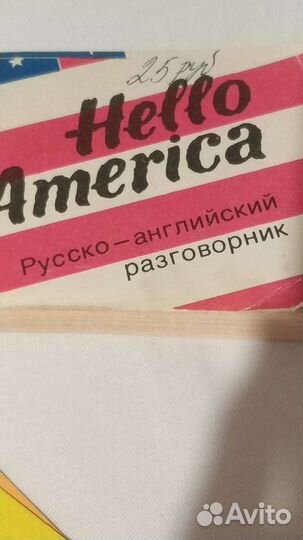 25 руб
Hello
America
Русско–английский
разговорник
Avito